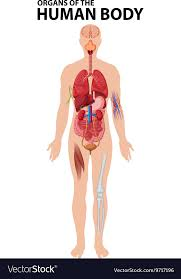 ORGANS OF THE
HUMAN BODY
VectorStock®
VectorStock.com/9717196